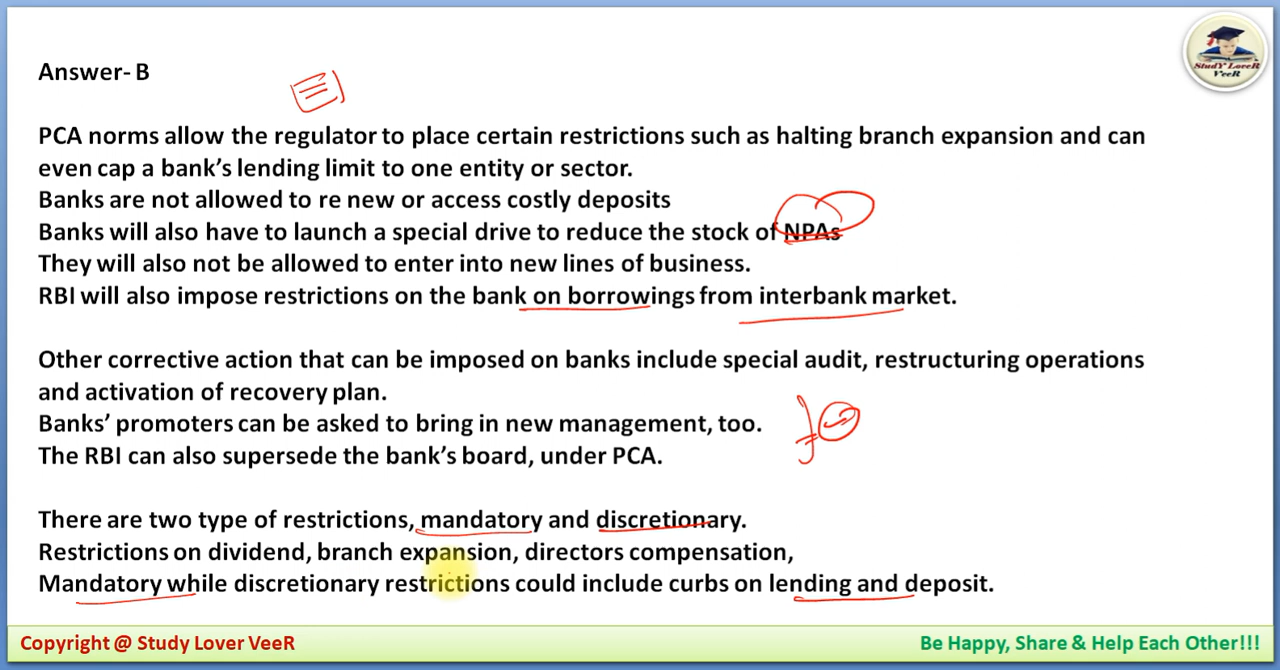 Answer- B
StudY LoveR
VeeR
PCA norms allow the regulator to place certain restrictions such as halting branch expansion and can
even cap a bank's lending limit to one entity or sector.
Banks are not allowed to re new or access costly deposits
Banks will also have to launch a special drive to reduce the stock of NPAs
They will also not be allowed to enter into new lines of business.
RBI will also impose restrictions on the bank on borrowings from interbank market.
Other corrective action that can be imposed on banks include special audit, restructuring operations
and activation of recovery plan.
Banks' promoters can be asked to bring in new management, too.
The RBI can also supersede the bank's board, under PCA.
There are two type of restrictions, mandatory and discretionary.
Restrictions on dividend, branch expansion, directors compensation,
Mandatory while discretionary restrictions could include curbs on lending and deposit.
Copyright @ Study Lover VeeR
Be Happy, Share & Help Each Other!!!